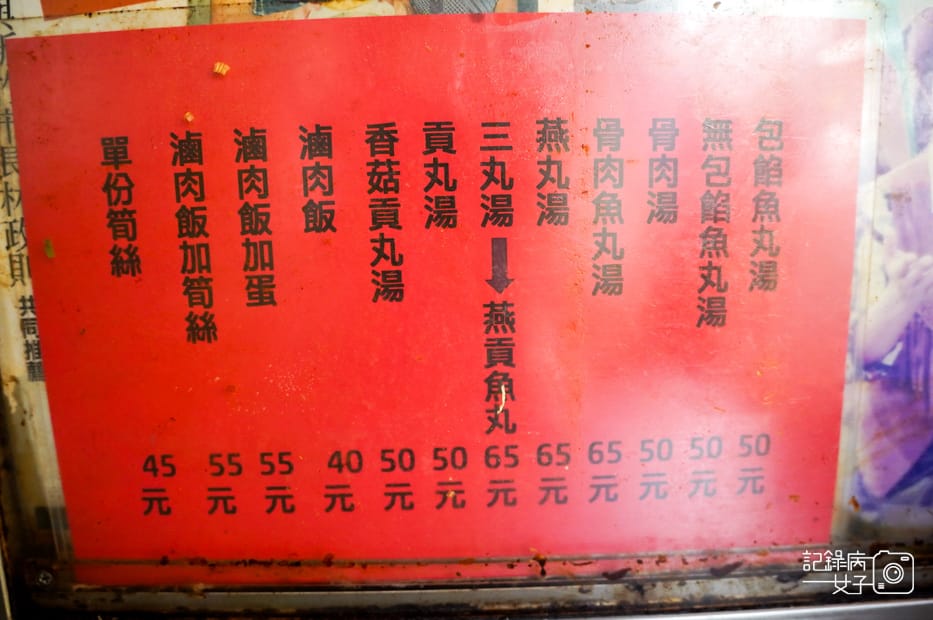 包餡魚丸湯 50元
無包餡魚丸湯 50元
骨肉湯 50元
骨肉魚丸湯 65元
燕丸湯 65元
三丸湯→燕貢魚丸 65元
貢丸湯 50元
香菇貢丸湯 50元
滷肉飯 40元
滷肉飯加蛋 55元
滷肉飯加筍絲 55元
單份筍絲 45元
共同推薦
記錄病
女子